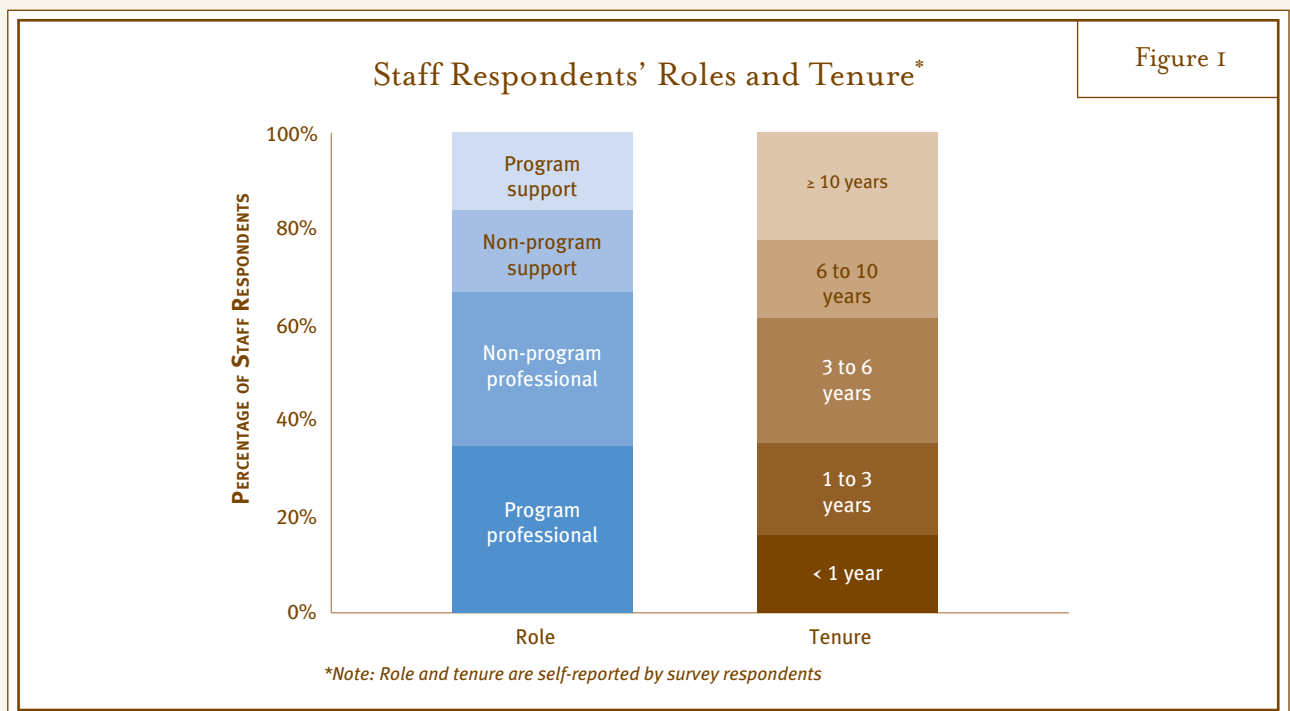 Figure 1
Staff Respondents’ Roles and Tenure*
PERCENTAGE OF STAFF RESPONDENTS
100%
80%
60%
40%
20%
0%
Program
support
Non-program
support
Non-program
professional
Program
professional
≥ 10 years
6 to 10
years
3 to 6
years
1 to 3
years
< 1 year
Role
Tenure
*Note: Role and tenure are self-reported by survey respondents